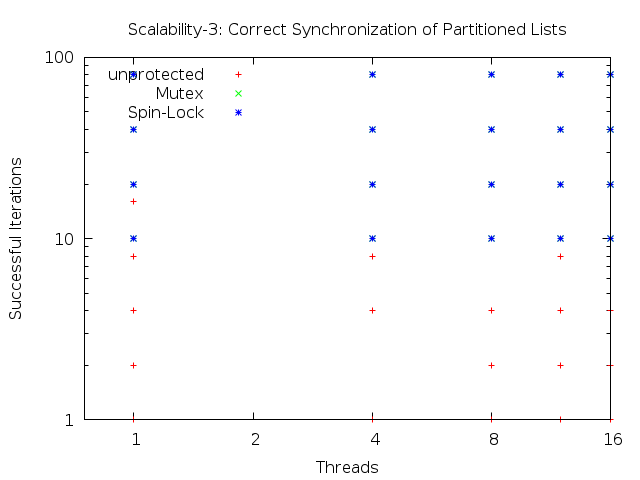 Scalability-3: Correct Synchronization of Partitioned Lists
100
unprotected
Mutex
Spin-Lock
10
1
Successful Iterations
1 2 4 8 16
Threads